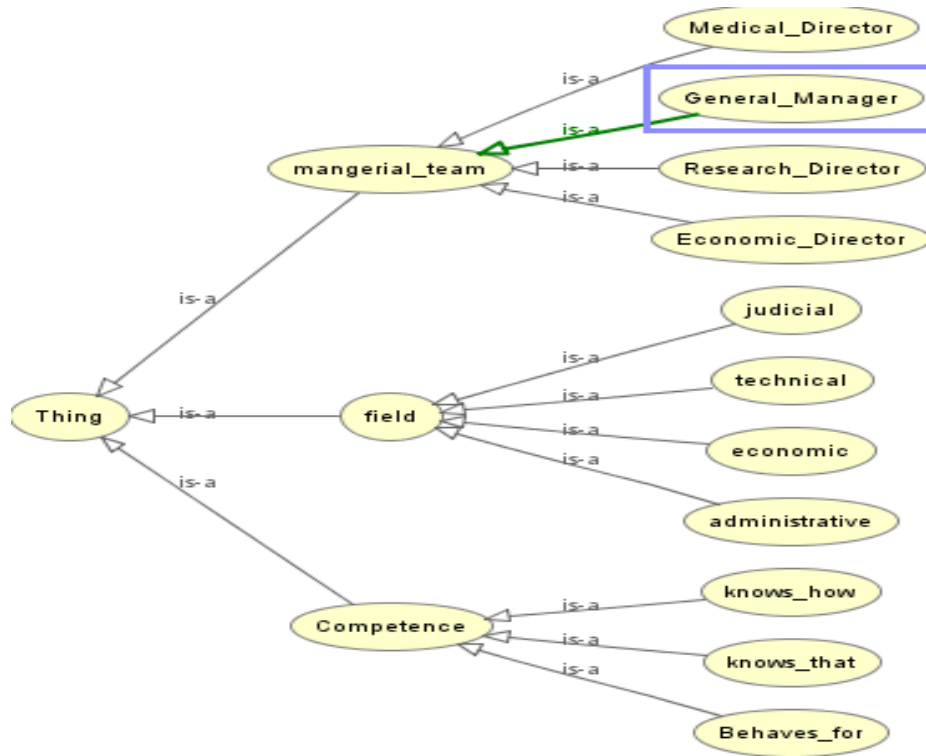 Medical_Director
is-a
General_Manager
is-a
mangerial_team
is-a
Research_Director
is-a
Economic_Director
is-a
judicial
is-a
technical
is-a
Thing
is-a
field
is-a
economic
is-a
administrative
is-a
knows_how
is-a
Competence
is-a
knows_that
is-a
Behaves_for